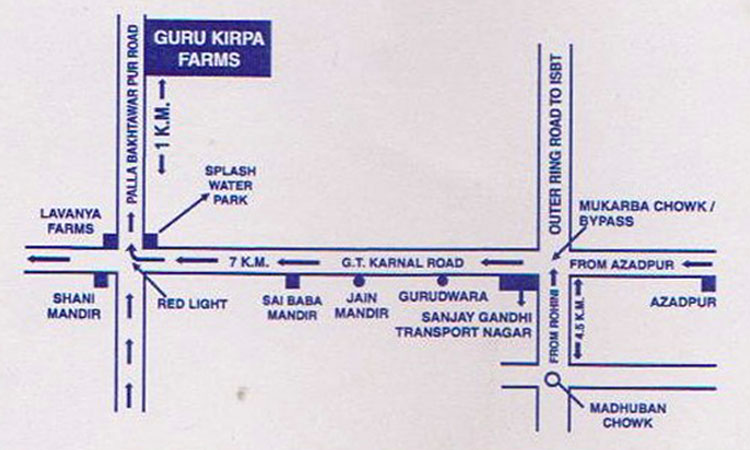 GURU KIRPA
FARMS
PALLA BAKHTAWAR PUR ROAD
1 K.M.
SPLASH
WATER
PARK
LAVANYA
FARMS
OUTER RING ROAD TO ISBT
MUKARBA CHOWK /
BYPASS
7 K.M.
G.T. KARNAL ROAD
FROM AZADPUR
SHANI
MANDIR
RED LIGHT
SAI BABA
MANDIR
JAIN
MANDIR
GURUDWARA
SANJAY GANDHI
TRANSPORT NAGAR
FROM ROHINI
4.5 K.M.
AZADPUR
MADHUBAN
CHOWK